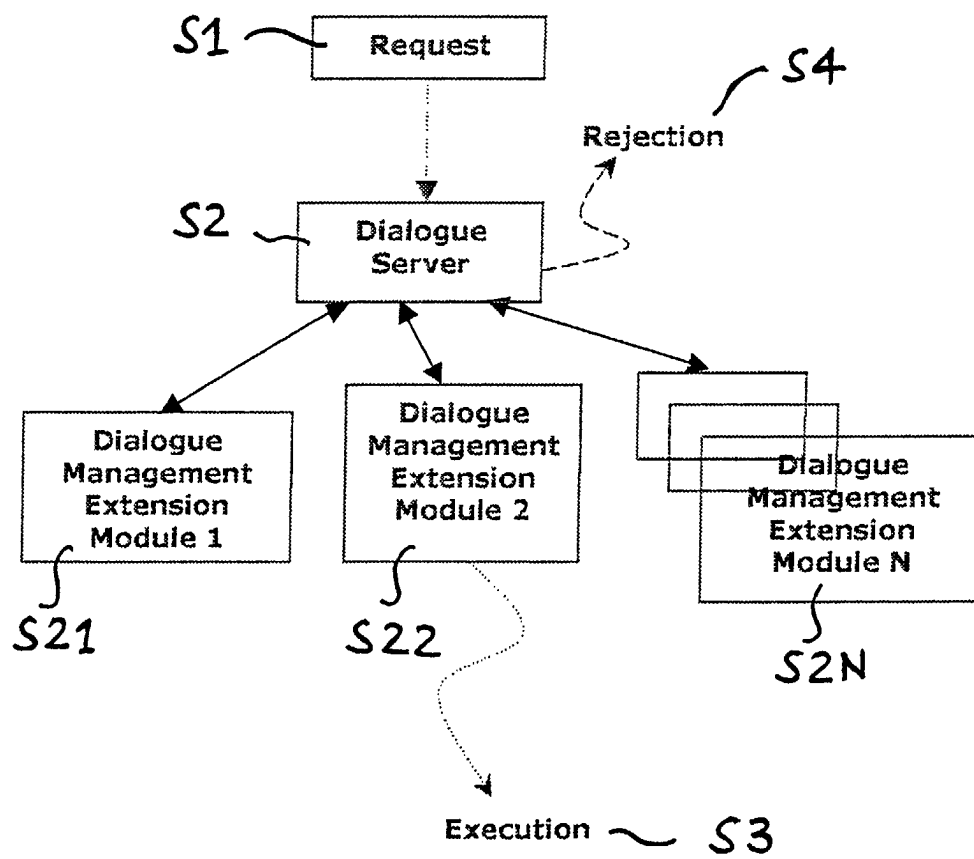 S1
Request
S4
Rejection
S2
Dialogue
Server
Dialogue
Management
Extension
Module 1
Dialogue
Management
Extension
Module 2
Dialogue
Management
Extension
Module N
S21
S22
S2N
Execution
S3